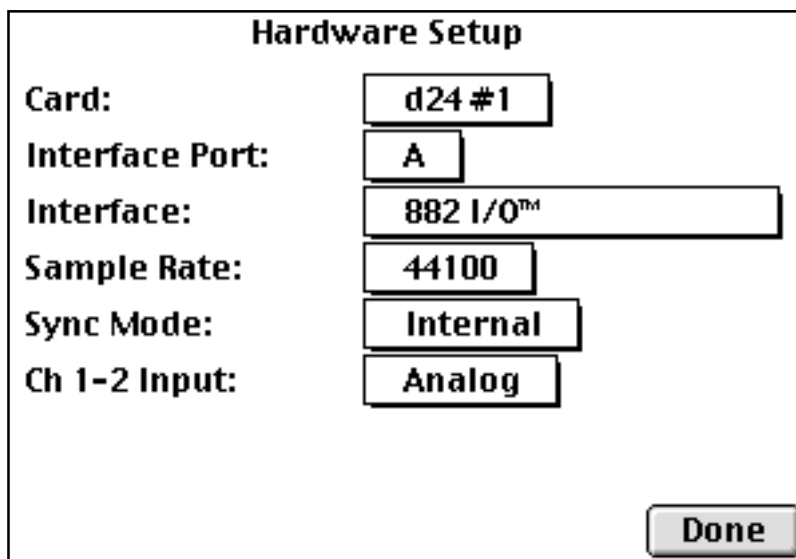 Hardware Setup
Card: d24 #1
Interface Port: A
Interface: 882 I/O™
Sample Rate: 44100
Sync Mode: Internal
Ch 1-2 Input: Analog
Done